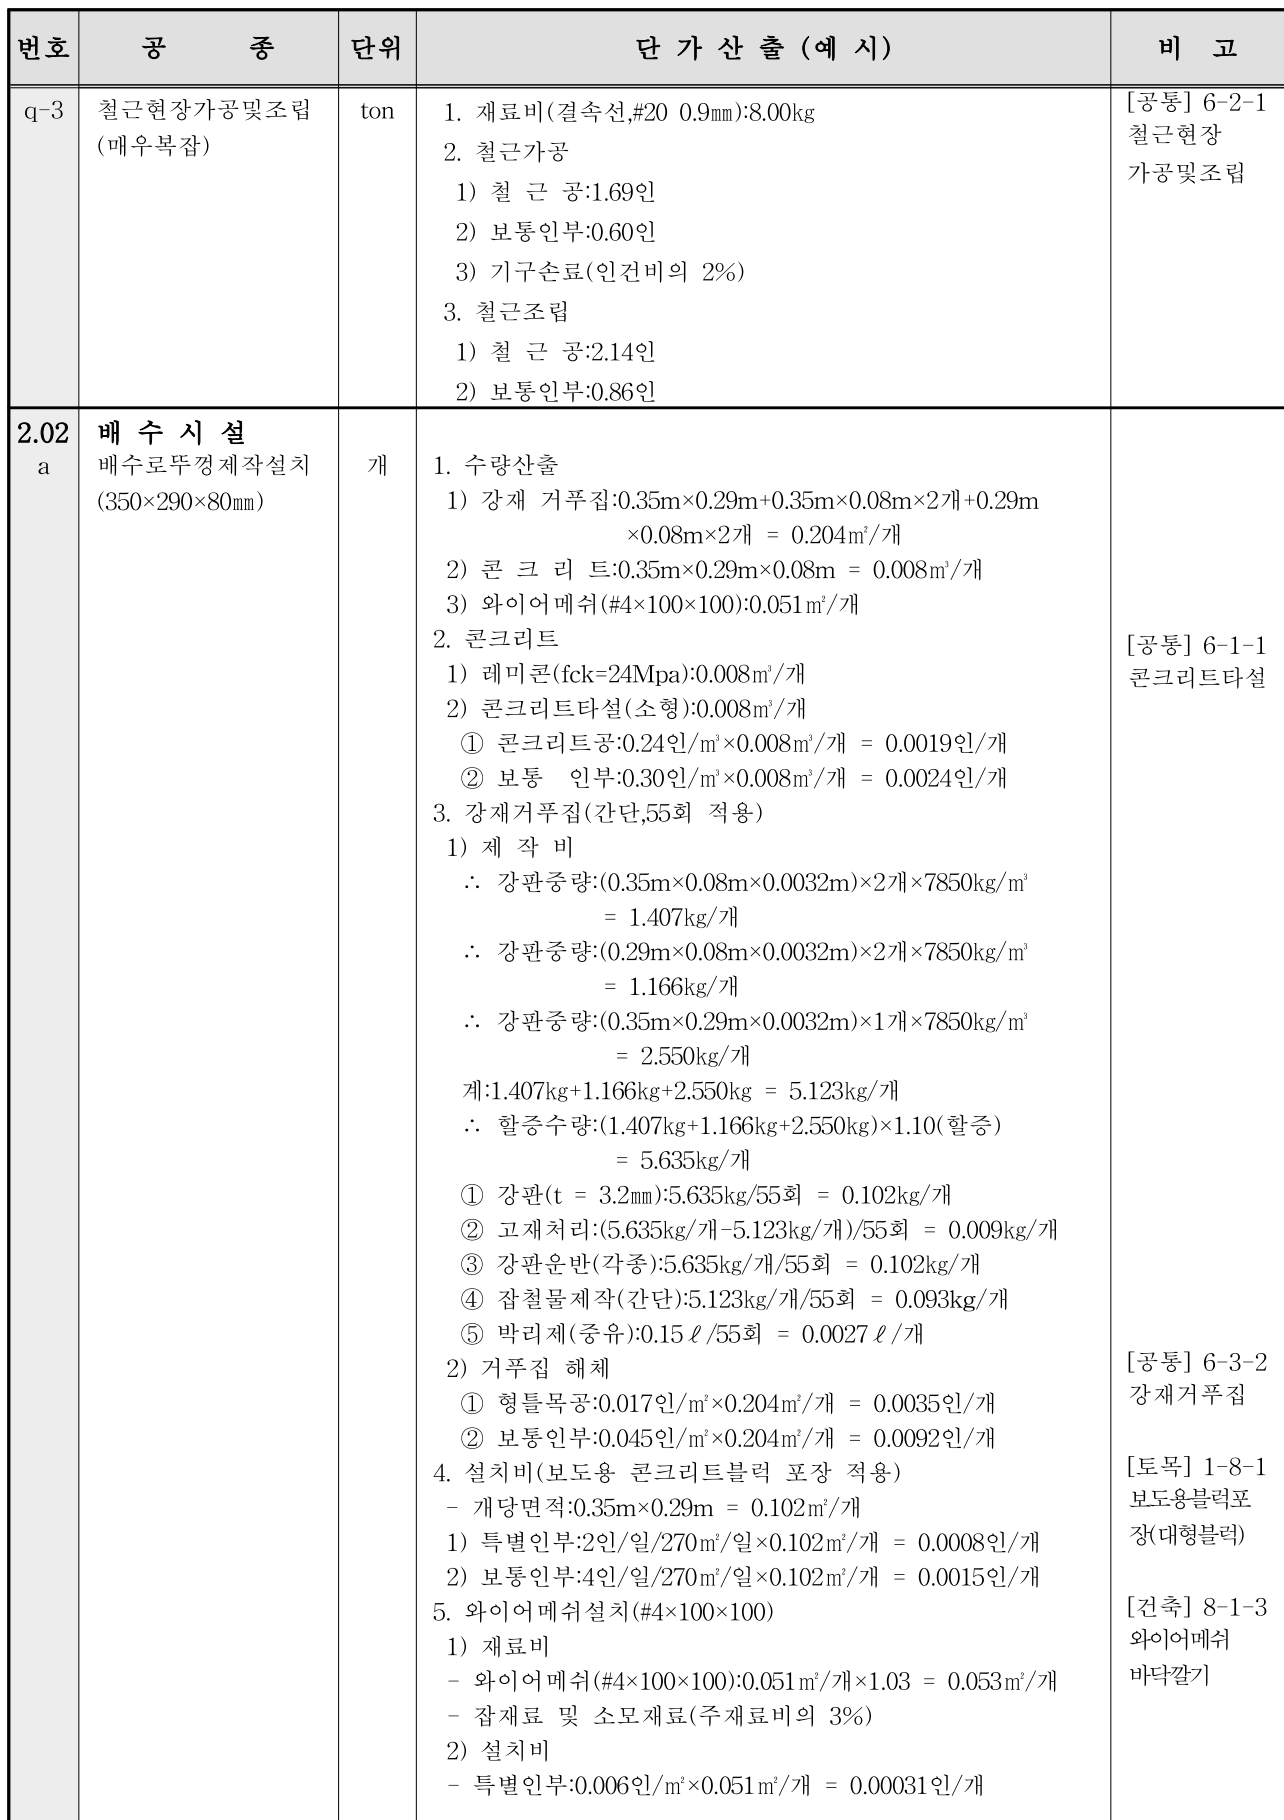 번호 공 종 단위 단 가 산 출 (예 시) 비 고
q-3 철근현장가공및조립 ton 1. 재료비(결속선,#20 0.9㎜):8.00kg [공통] 6-2-1
(매우복잡) 2. 철근가공 철근현장
1) 철 근 공:1.69인 가공및조립
2) 보통인부:0.60인
3) 기구손료(인건비의 2%)
3. 철근조립
1) 철 근 공:2.14인
2) 보통인부:0.86인
2.02 배 수 시 설
a 배수로뚜껑제작설치 개 1. 수량산출
(350×290×80㎜) 1) 강재 거푸집:0.35m×0.29m+0.35m×0.08m×2개+0.29m
×0.08m×2개 = 0.204㎡/개
2) 콘 크 리 트:0.35m×0.29m×0.08m = 0.008㎥/개
3) 와이어메쉬(#4×100×100):0.051㎡/개
2. 콘크리트 [공통] 6-1-1
1) 레미콘(fck=24Mpa):0.008㎥/개 콘크리트타설
2) 콘크리트타설(소형):0.008㎥/개
① 콘크리트공:0.24인/㎥×0.008㎥/개 = 0.0019인/개
② 보통 인부:0.30인/㎥×0.008㎥/개 = 0.0024인/개
3. 강재거푸집(간단,55회 적용)
1) 제 작 비
∴ 강판중량:(0.35m×0.08m×0.0032m)×2개×7850kg/㎥
= 1.407kg/개
∴ 강판중량:(0.29m×0.08m×0.0032m)×2개×7850kg/㎥
= 1.166kg/개
∴ 강판중량:(0.35m×0.29m×0.0032m)×1개×7850kg/㎥
= 2.550kg/개
계:1.407kg+1.166kg+2.550kg = 5.123kg/개
∴ 할증수량:(1.407kg+1.166kg+2.550kg)×1.10(할증)
= 5.635kg/개
① 강판(t = 3.2㎜):5.635kg/55회 = 0.102kg/개
② 고재처리:(5.635kg/개-5.123kg/개)/55회 = 0.009kg/개
③ 강판운반(각종):5.635kg/개/55회 = 0.102kg/개
④ 잡철물제작(간단):5.123kg/개/55회 = 0.093kg/개
⑤ 박리제(중유):0.15ℓ/55회 = 0.0027ℓ/개
2) 거푸집 해체 [공통] 6-3-2
① 형틀목공:0.017인/㎡×0.204㎡/개 = 0.0035인/개 강재거푸집
② 보통인부:0.045인/㎡×0.204㎡/개 = 0.0092인/개
4. 설치비(보도용 콘크리트블럭 포장 적용) [토목] 1-8-1
- 개당면적:0.35m×0.29m = 0.102㎡/개 보도용블럭포
1) 특별인부:2인/일/270㎡/일×0.102㎡/개 = 0.0008인/개 장(대형블럭)
2) 보통인부:4인/일/270㎡/일×0.102㎡/개 = 0.0015인/개
5. 와이어메쉬설치(#4×100×100) [건축] 8-1-3
1) 재료비 와이어메쉬
- 와이어메쉬(#4×100×100):0.051㎡/개×1.03 = 0.053㎡/개 바닥깔기
- 잡재료 및 소모재료(주재료비의 3%)
2) 설치비
- 특별인부:0.006인/㎡×0.051㎡/개 = 0.00031인/개